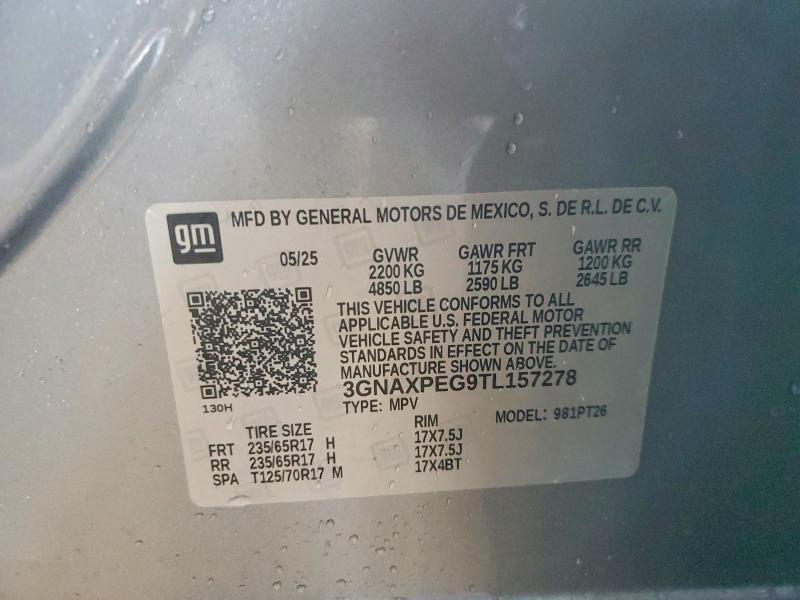 gm
MFD BY GENERAL MOTORS DE MEXICO, S. DE R.L. DE C.V.
05/25 GVWR GAWR FRT GAWR RR
2200 KG 1175 KG 1200 KG
4850 LB 2590 LB 2645 LB
THIS VEHICLE CONFORMS TO ALL
APPLICABLE U.S. FEDERAL MOTOR
VEHICLE SAFETY AND THEFT PREVENTION
STANDARDS IN EFFECT ON THE DATE OF
MANUFACTURE SHOWN ABOVE.
3GNAXPEG9TL157278
130H
TYPE: MPV MODEL: 981PT26
TIRE SIZE RIM
FRT 235/65R17 H 17X7.5J
RR 235/65R17 H 17X7.5J
SPA T125/70R17 M 17X4BT